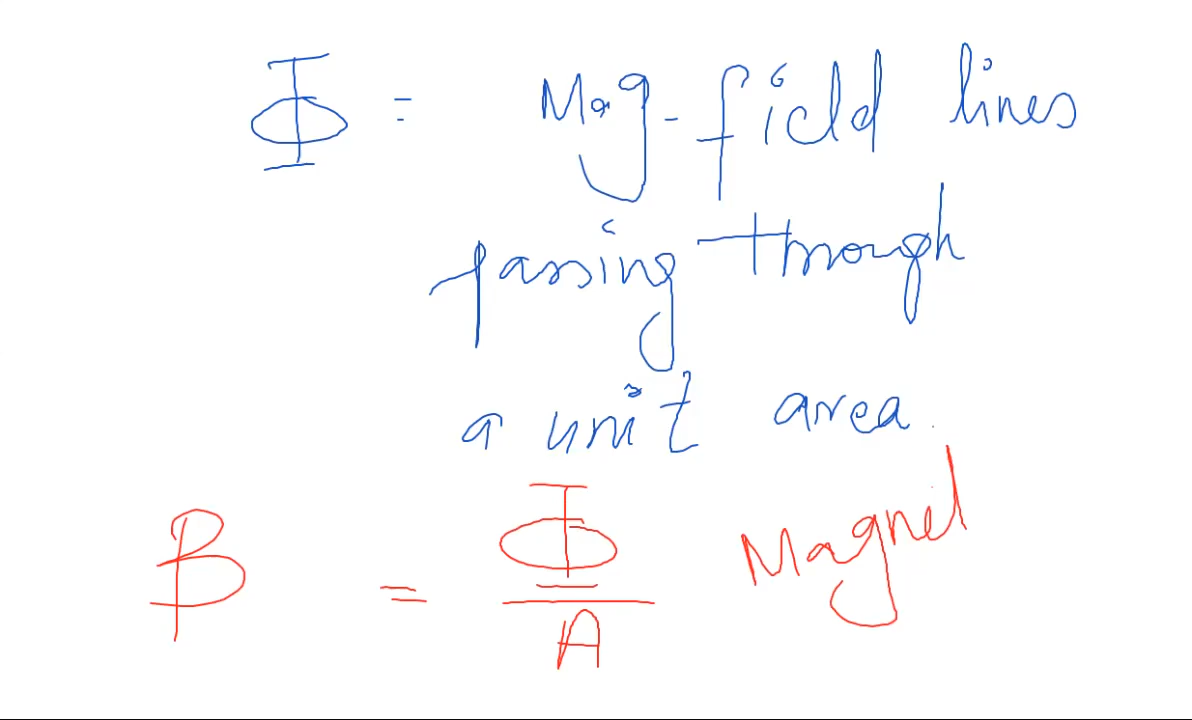 Φ = Mag. field lines
passing through
a unit area.
B = Φ / A Magnet